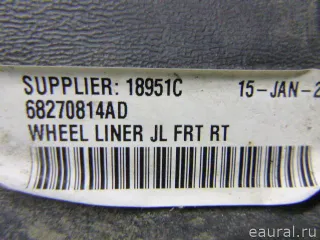 SUPPLIER: 18951C 15-JAN-2
68270814AD
WHEEL LINER JL FRT RT
eaural.ru